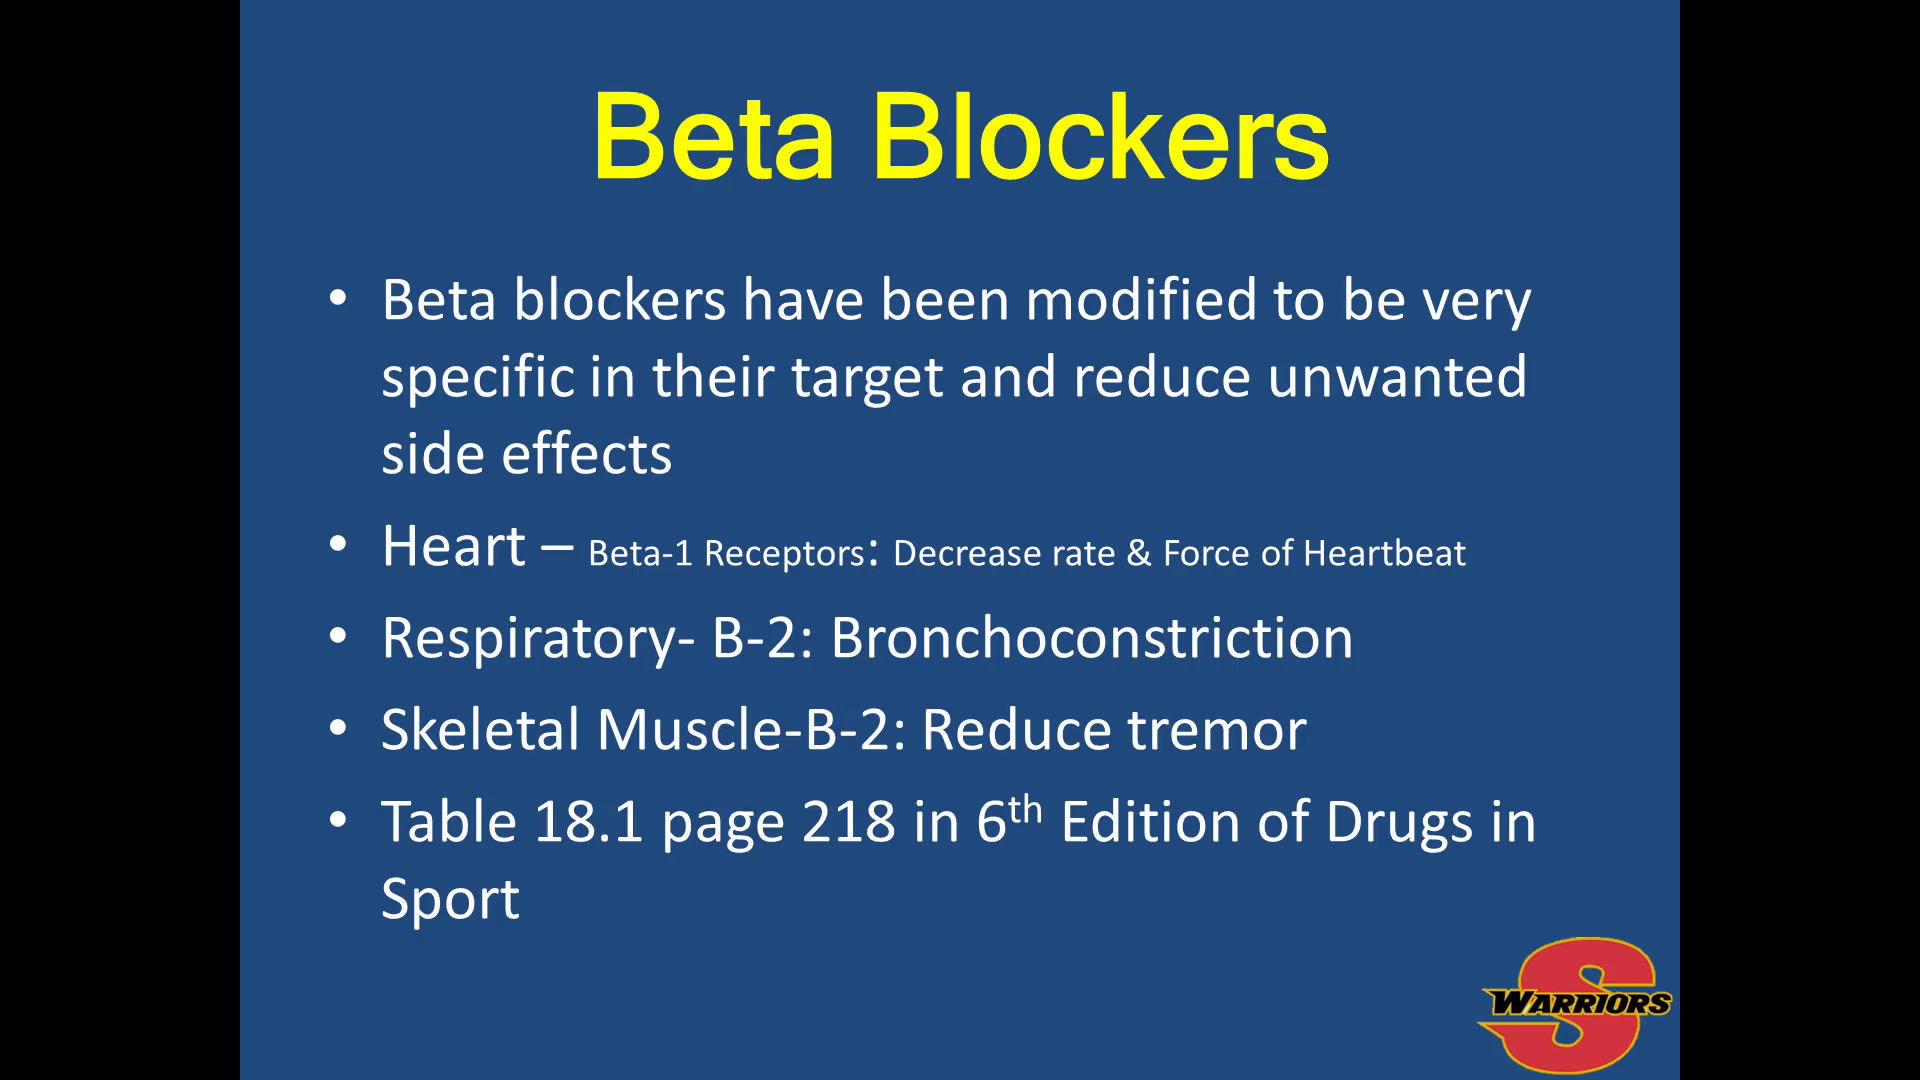 Beta Blockers
• Beta blockers have been modified to be very
specific in their target and reduce unwanted
side effects
• Heart – Beta-1 Receptors: Decrease rate & Force of Heartbeat
• Respiratory- B-2: Bronchoconstriction
• Skeletal Muscle-B-2: Reduce tremor
• Table 18.1 page 218 in 6th Edition of Drugs in
Sport
S
WARRIORS